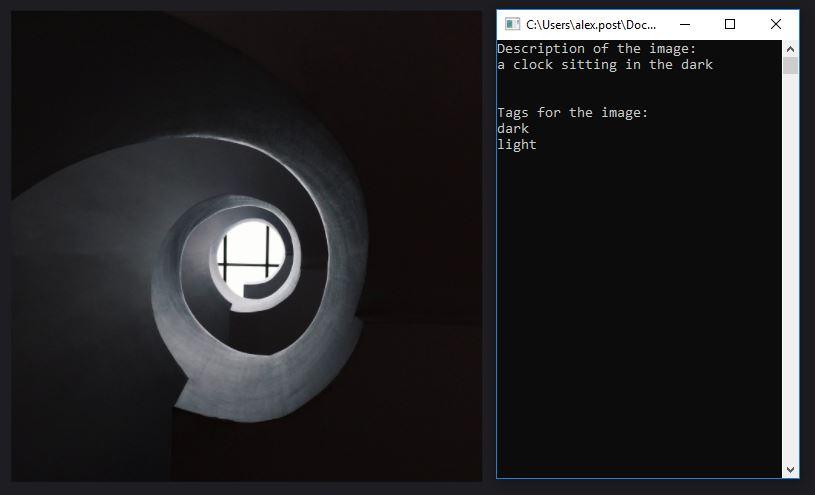 C:\Users\alex.post\Doc...
Description of the image:
a clock sitting in the dark
Tags for the image:
dark
light